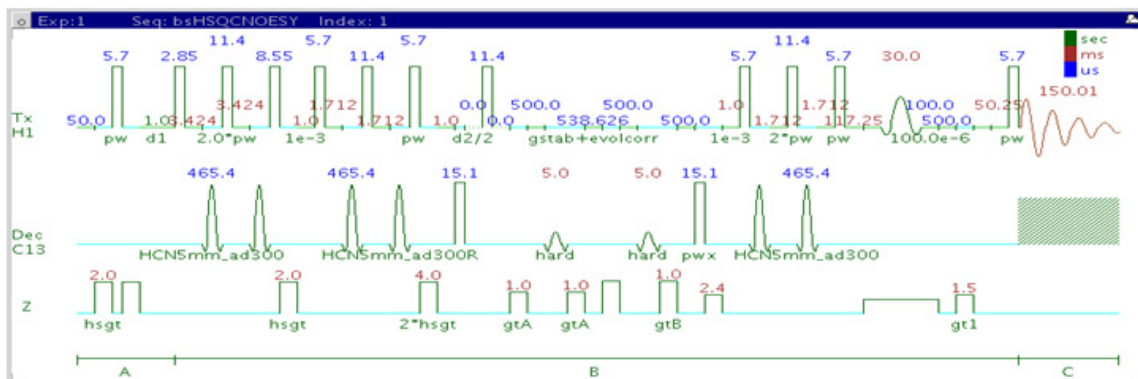 Exp:1 Seq: bsHSQCNOESY Index: 1
sec
ms
us
11.4 5.7 5.7 11.4 30.0
5.7 2.85 8.55 11.4 11.4 5.7 5.7 5.7
150.01
3.424 1.712 0.0 500.0 500.0 1.0 1.712 100.0 50.25
Tx
H1
50.0 1.0 3.424 1.0 1.712 1.0 0.0 538.626 500.0 1.712 117.25 500.0
pw d1 2.0*pw 1e-3 pw d2/2 gstab+evolcorr 1e-3 2*pw pw 100.0e-6 pw
465.4 465.4 15.1 5.0 5.0 15.1 465.4
Dec
C13
HCN5mm_ad300 HCN5mm_ad300R hard hard pwx HCN5mm_ad300
2.0 2.0 4.0 1.0 1.0 1.0 2.4 1.5
Z
hsgt hsgt 2*hsgt gtA gtA gtB gt1
A B C